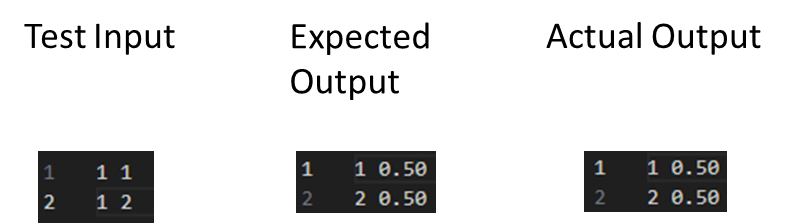 Test Input
Expected
Output
Actual Output
1 1 1
2 1 2
1 1 0.50
2 2 0.50
1 1 0.50
2 2 0.50